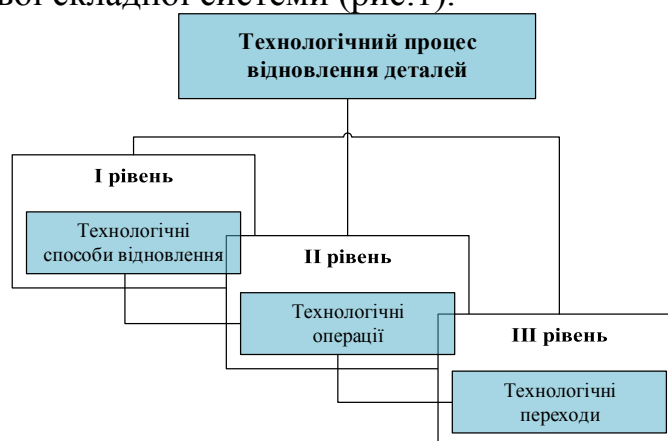 вої складної системи (рис.1).
Технологічний процес
відновлення деталей
І рівень
Технологічні
способи відновлення
ІІ рівень
Технологічні
операції
ІІІ рівень
Технологічні
переходи